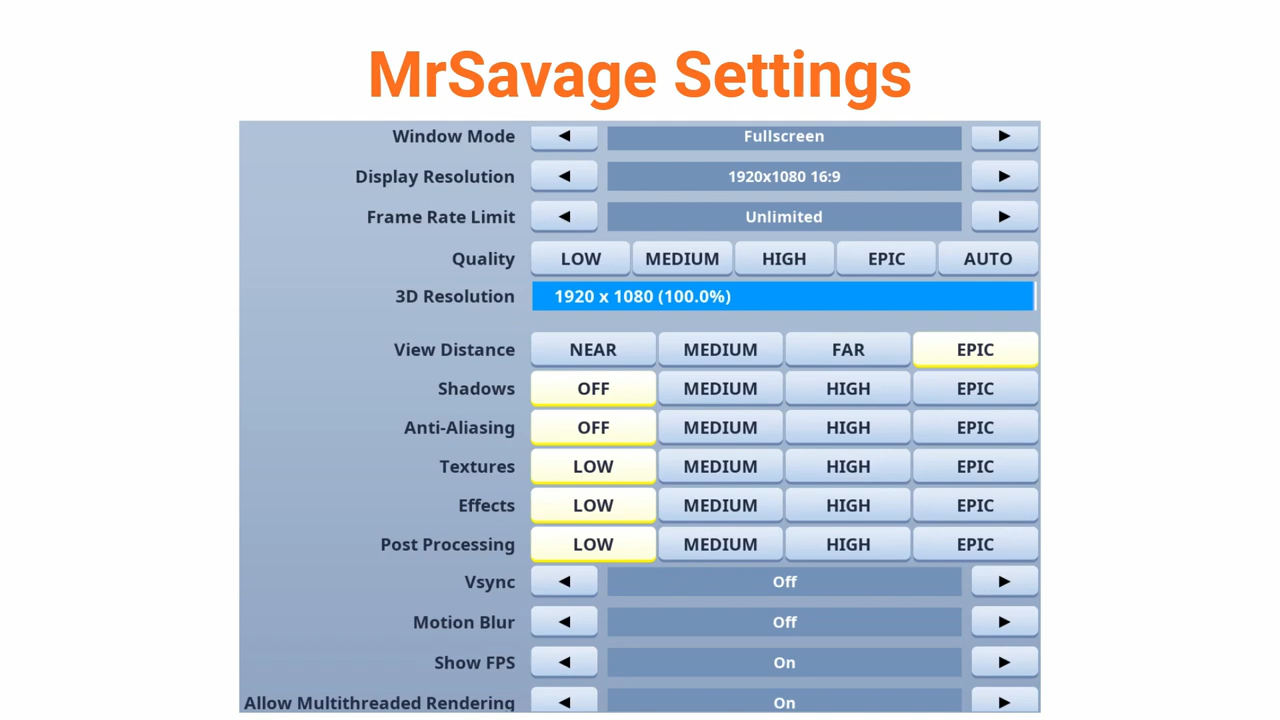 MrSavage Settings
Window Mode ◀ Fullscreen ▶
Display Resolution ◀ 1920x1080 16:9 ▶
Frame Rate Limit ◀ Unlimited ▶
Quality LOW MEDIUM HIGH EPIC AUTO
3D Resolution 1920 x 1080 (100.0%)
View Distance NEAR MEDIUM FAR EPIC
Shadows OFF MEDIUM HIGH EPIC
Anti-Aliasing OFF MEDIUM HIGH EPIC
Textures LOW MEDIUM HIGH EPIC
Effects LOW MEDIUM HIGH EPIC
Post Processing LOW MEDIUM HIGH EPIC
Vsync ◀ Off ▶
Motion Blur ◀ Off ▶
Show FPS ◀ On ▶
Allow Multithreaded Rendering ◀ On ▶